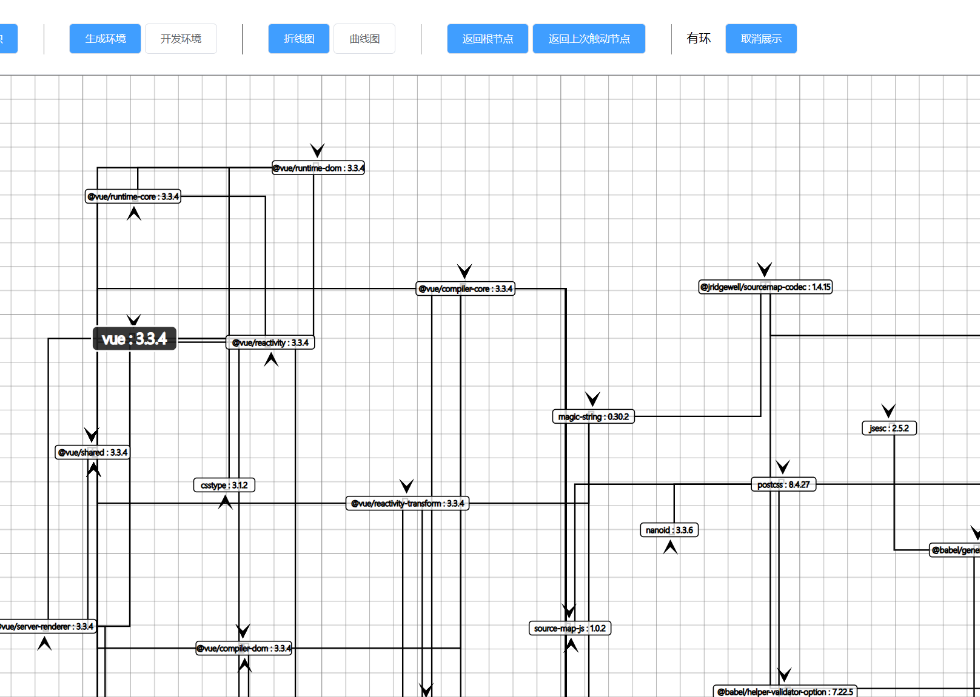 生成环境
开发环境
折线图
曲线图
返回根节点
返回上次触动节点
有环
取消展示
@vue/runtime-dom : 3.3.4
@vue/runtime-core : 3.3.4
@vue/compiler-core : 3.3.4
@jridgewell/sourcemap-codec : 1.4.15
vue : 3.3.4
@vue/reactivity : 3.3.4
magic-string : 0.30.2
jsesc : 2.5.2
@vue/shared : 3.3.4
csstype : 3.1.2
postcss : 8.4.27
@vue/reactivity-transform : 3.3.4
nanoid : 3.3.6
@babel/gene
vue/server-renderer : 3.3.4
source-map-js : 1.0.2
@vue/compiler-dom : 3.3.4
@babel/helper-validator-option : 7.22.5